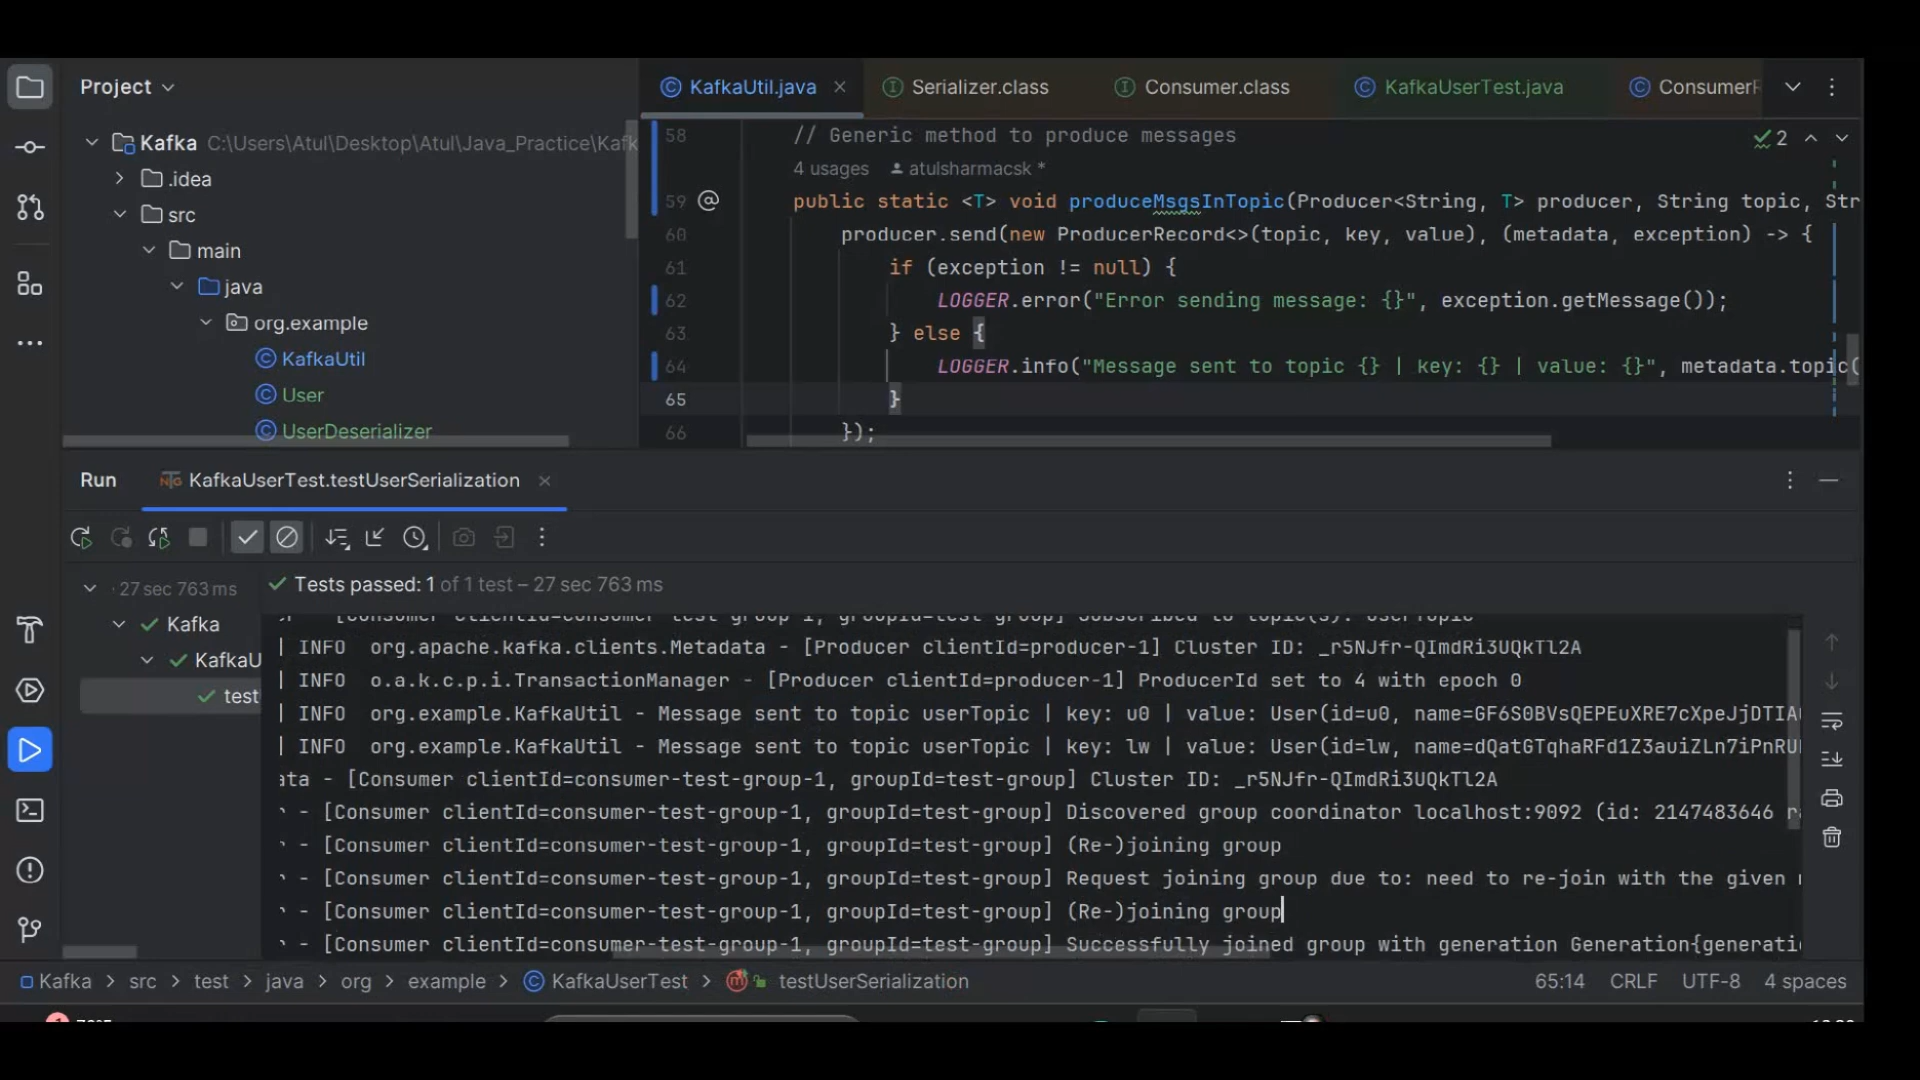 Project
KafkaUtil.java
Serializer.class
Consumer.class
KafkaUserTest.java
Kafka C:\Users\Atul\Desktop\Atul\Java_Practice\Kafk
.idea
src
main
java
org.example
KafkaUtil
User
UserDeserializer
58 // Generic method to produce messages
2
4 usages atulsharmacsk *
59 @ public static <T> void produceMsgsInTopic(Producer<String, T> producer, String topic, Str
60 producer.send(new ProducerRecord<>(topic, key, value), (metadata, exception) -> {
61 if (exception != null) {
62 LOGGER.error("Error sending message: {}", exception.getMessage());
63 } else {
64 LOGGER.info("Message sent to topic {} | key: {} | value: {}", metadata.topic(
65 }
66 });
Run KafkaUserTest.testUserSerialization
27 sec 763 ms
Tests passed: 1 of 1 test – 27 sec 763 ms
Kafka
KafkaU
test
| INFO org.apache.kafka.clients.Metadata - [Producer clientId=producer-1] Cluster ID: _r5NJfr-QImdRi3UQkTl2A
| INFO o.a.k.c.p.i.TransactionManager - [Producer clientId=producer-1] ProducerId set to 4 with epoch 0
| INFO org.example.KafkaUtil - Message sent to topic userTopic | key: u0 | value: User(id=u0, name=GF6S0BVsQEPEuXRE7cXpeJjDTIA
| INFO org.example.KafkaUtil - Message sent to topic userTopic | key: lw | value: User(id=lw, name=dQatGTqhaRFd1Z3auiZLn7iPnRU
ata - [Consumer clientId=consumer-test-group-1, groupId=test-group] Cluster ID: _r5NJfr-QImdRi3UQkTl2A
- [Consumer clientId=consumer-test-group-1, groupId=test-group] Discovered group coordinator localhost:9092 (id: 2147483646
- [Consumer clientId=consumer-test-group-1, groupId=test-group] (Re-)joining group
- [Consumer clientId=consumer-test-group-1, groupId=test-group] Request joining group due to: need to re-join with the given
- [Consumer clientId=consumer-test-group-1, groupId=test-group] (Re-)joining group
- [Consumer clientId=consumer-test-group-1, groupId=test-group] Successfully joined group with generation Generation{generati
Kafka > src > test > java > org > example > KafkaUserTest > testUserSerialization
65:14 CRLF UTF-8 4 spaces